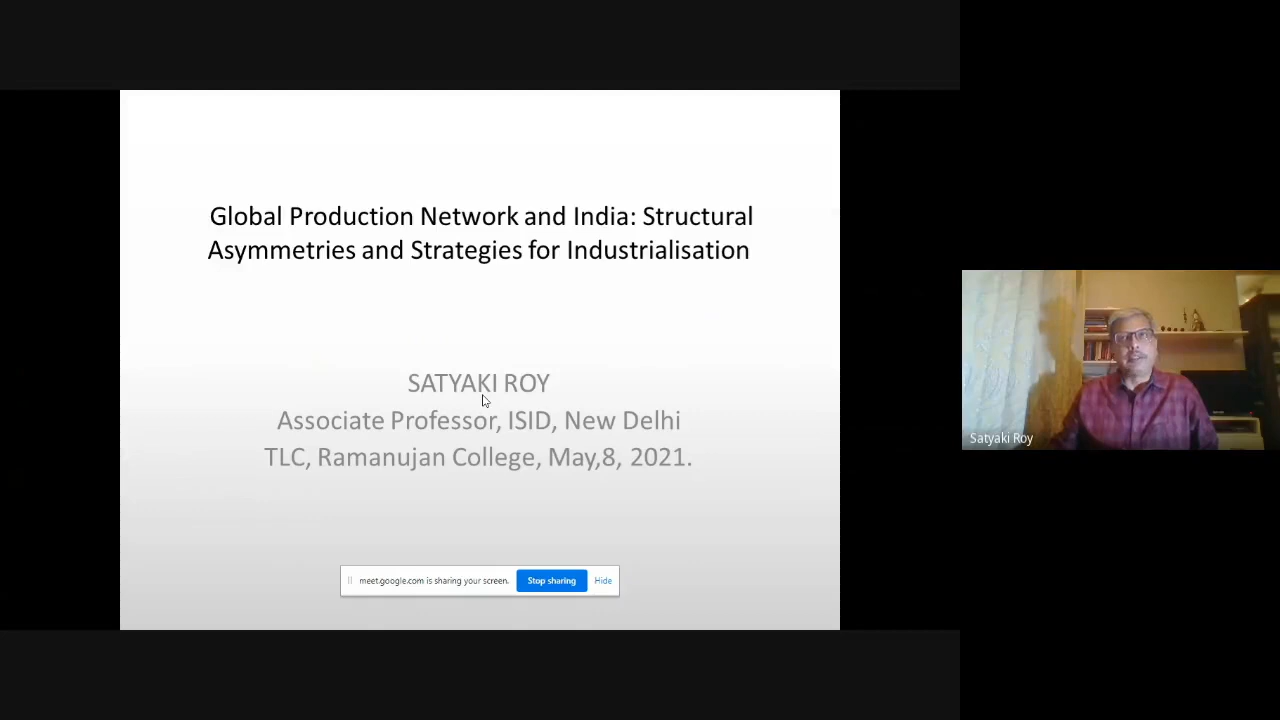 Global Production Network and India: Structural
Asymmetries and Strategies for Industrialisation
SATYAKI ROY
Associate Professor, ISID, New Delhi
TLC, Ramanujan College, May,8, 2021.
meet.google.com is sharing your screen. Stop sharing Hide
Satyaki Roy